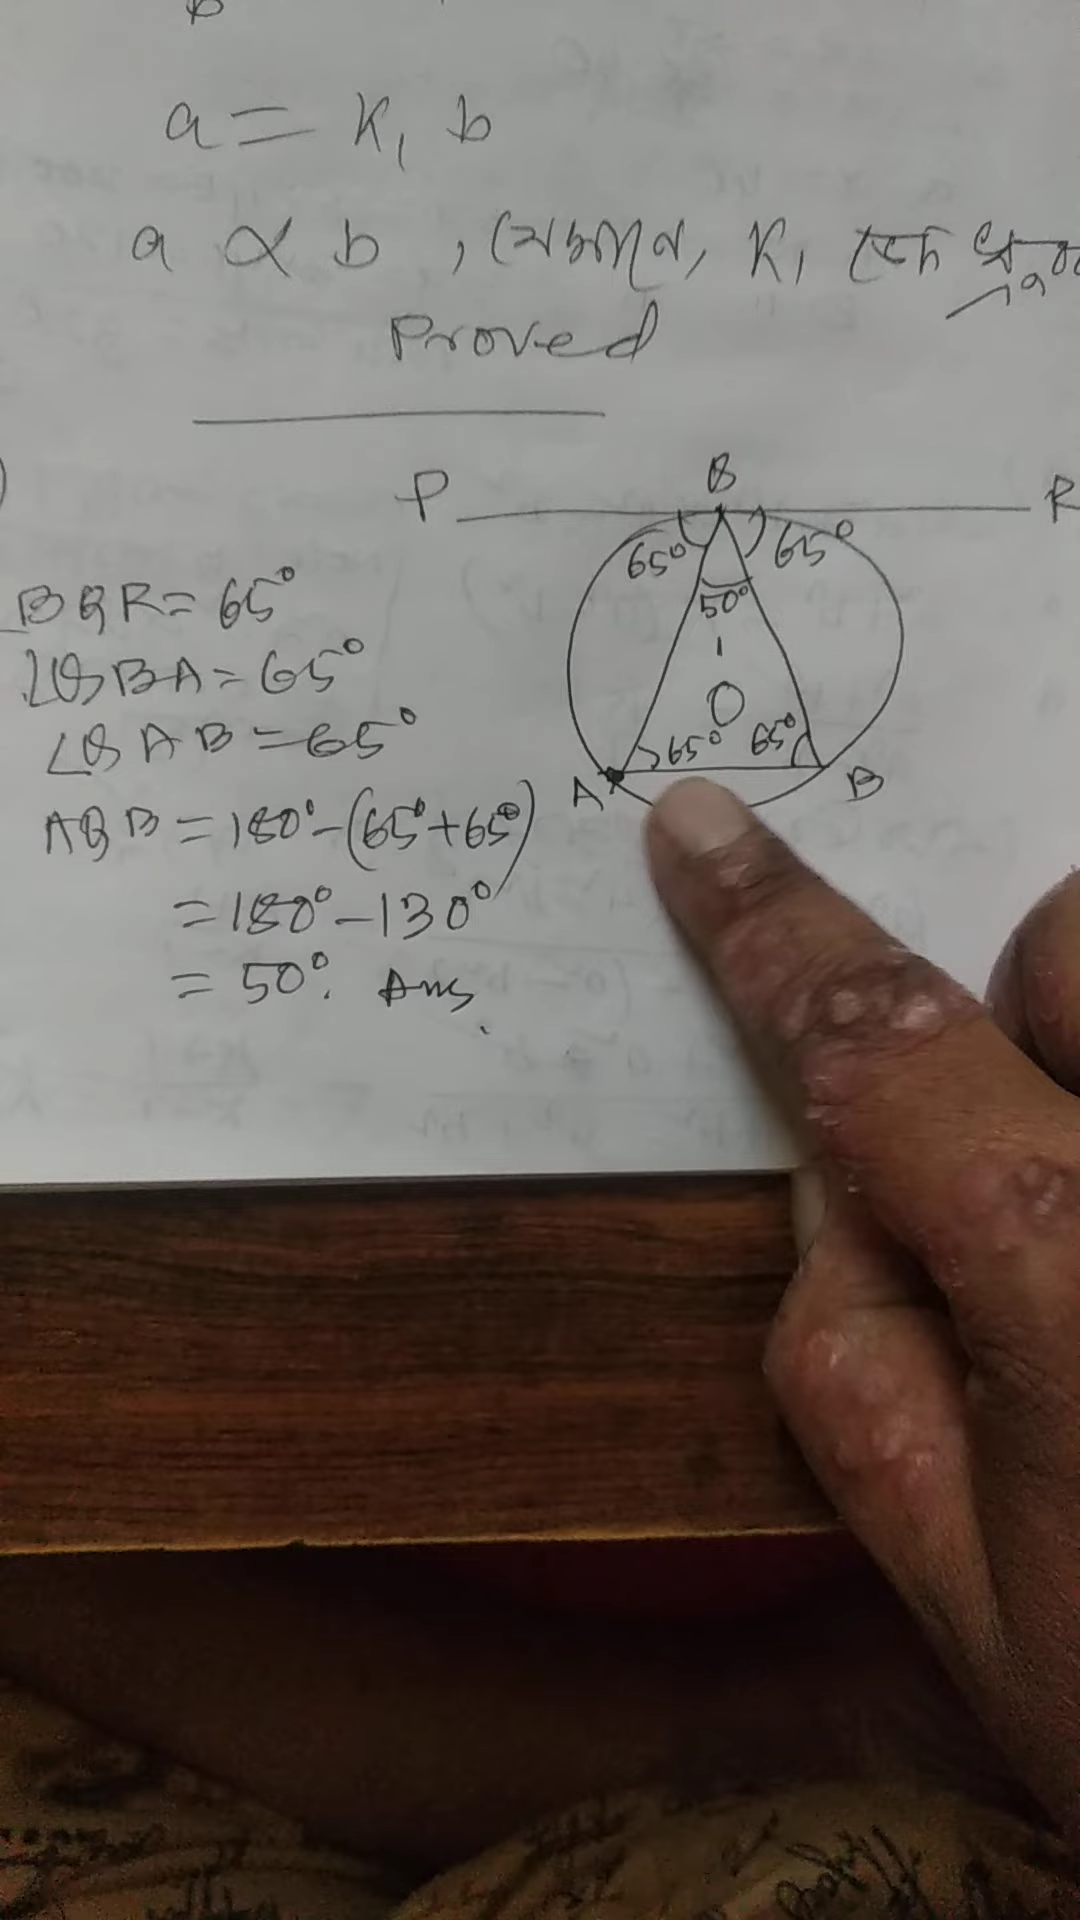 a = K₁ b
a ∝ b , যেখানে, K₁
Proved
P Q R
65° 65°
50°
O
65° 65°
A B
∠BQR = 65°
∠QBA = 65°
∠QAB = 65°
AQB = 180° - (65° + 65°)
= 180° - 130°
= 50°. Ans.